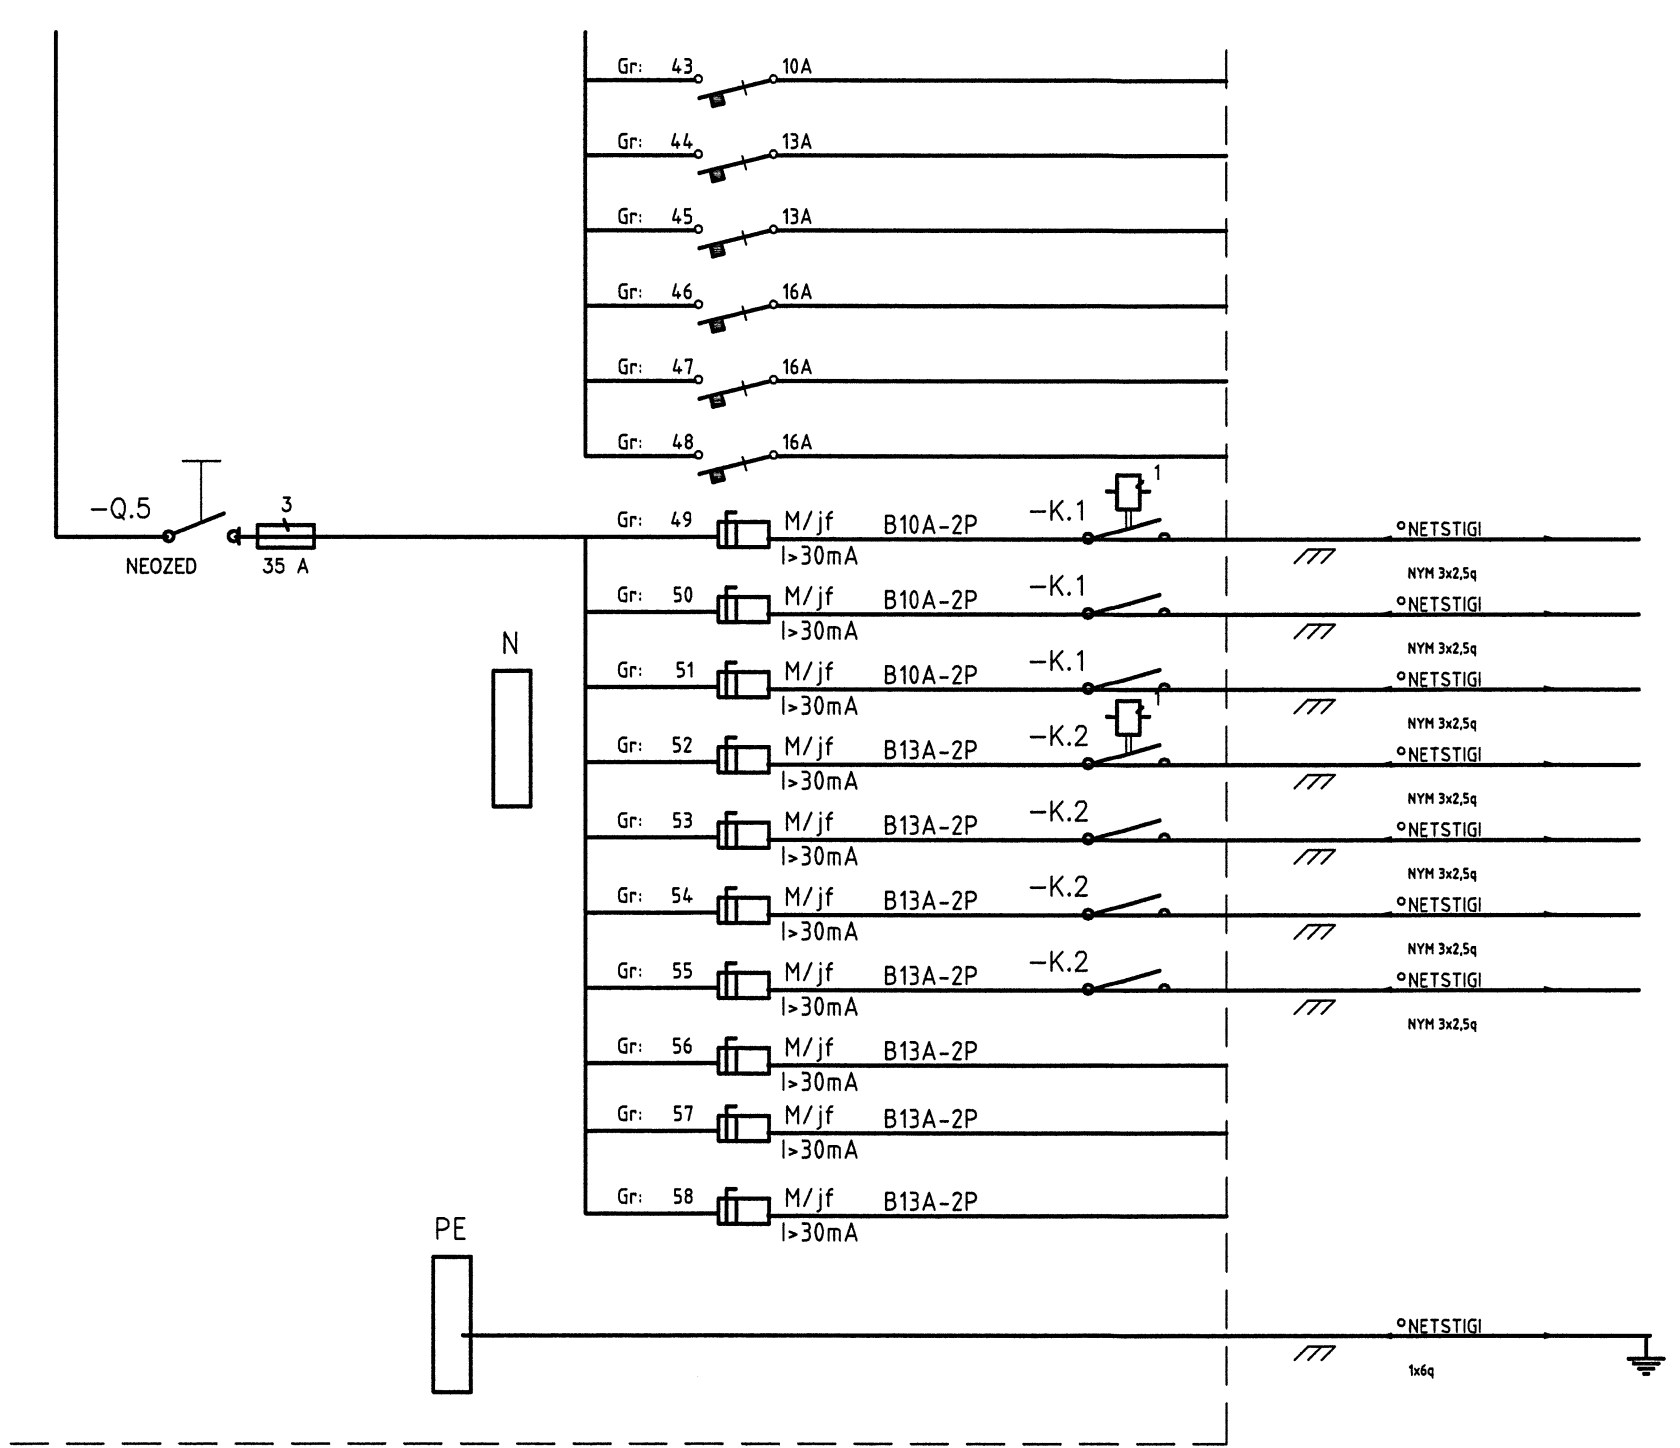 Gr: 43 10A
Gr: 44 13A
Gr: 45 13A
Gr: 46 16A
Gr: 47 16A
Gr: 48 16A
1
-Q.5 3 Gr: 49 M/jf B10A-2P -K.1 °NETSTIGI
NEOZED 35 A I>30mA
NYM 3x2,5q
Gr: 50 M/jf B10A-2P -K.1 °NETSTIGI
I>30mA
NYM 3x2,5q
N
Gr: 51 M/jf B10A-2P -K.1 °NETSTIGI
I>30mA
1
NYM 3x2,5q
Gr: 52 M/jf B13A-2P -K.2 °NETSTIGI
I>30mA
NYM 3x2,5q
Gr: 53 M/jf B13A-2P -K.2 °NETSTIGI
I>30mA
NYM 3x2,5q
Gr: 54 M/jf B13A-2P -K.2 °NETSTIGI
I>30mA
NYM 3x2,5q
Gr: 55 M/jf B13A-2P -K.2 °NETSTIGI
I>30mA
NYM 3x2,5q
Gr: 56 M/jf B13A-2P
I>30mA
Gr: 57 M/jf B13A-2P
I>30mA
Gr: 58 M/jf B13A-2P
I>30mA
PE
°NETSTIGI
1x6q